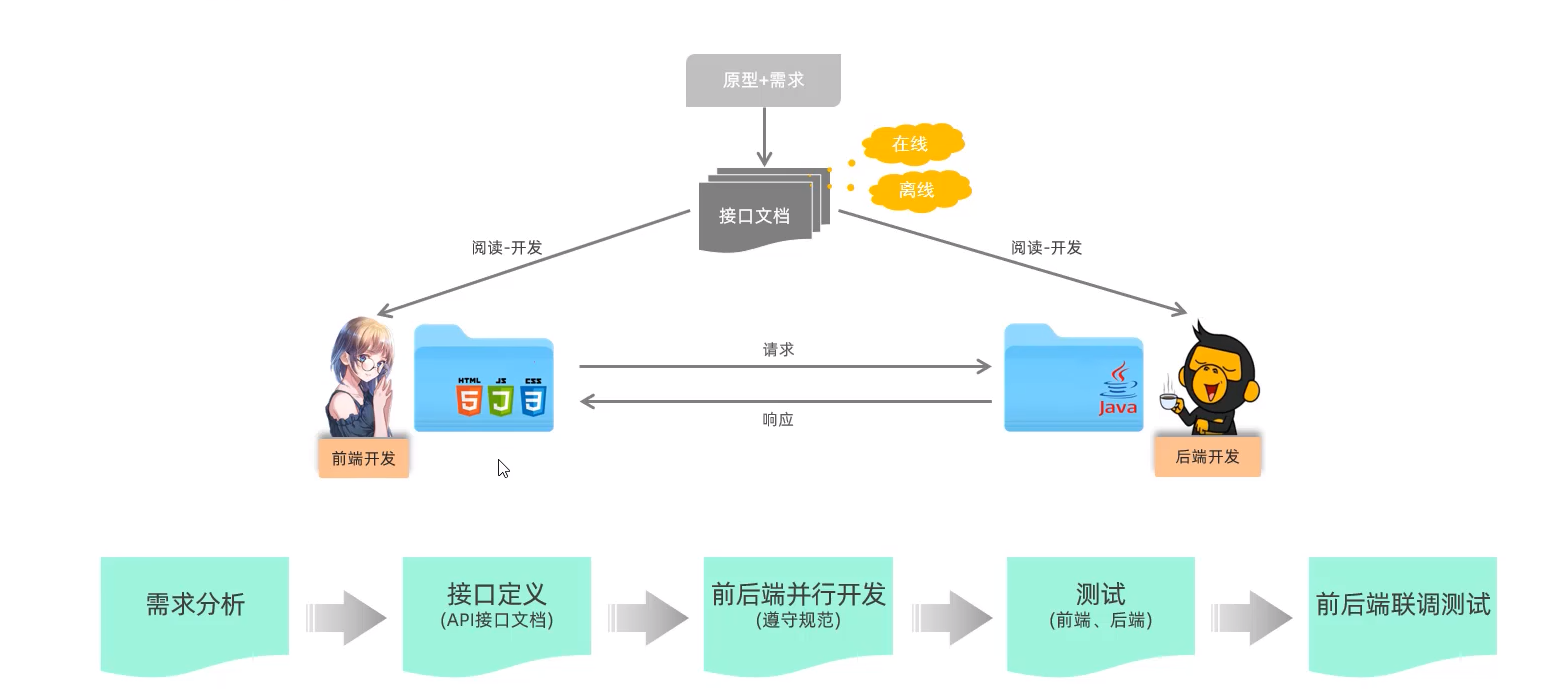 原型+需求
在线
离线
接口文档
阅读-开发
阅读-开发
请求
HTML
JS
CSS
5
3
Java
响应
前端开发
后端开发
需求分析
接口定义
(API接口文档)
前后端并行开发
(遵守规范)
测试
(前端、后端)
前后端联调测试